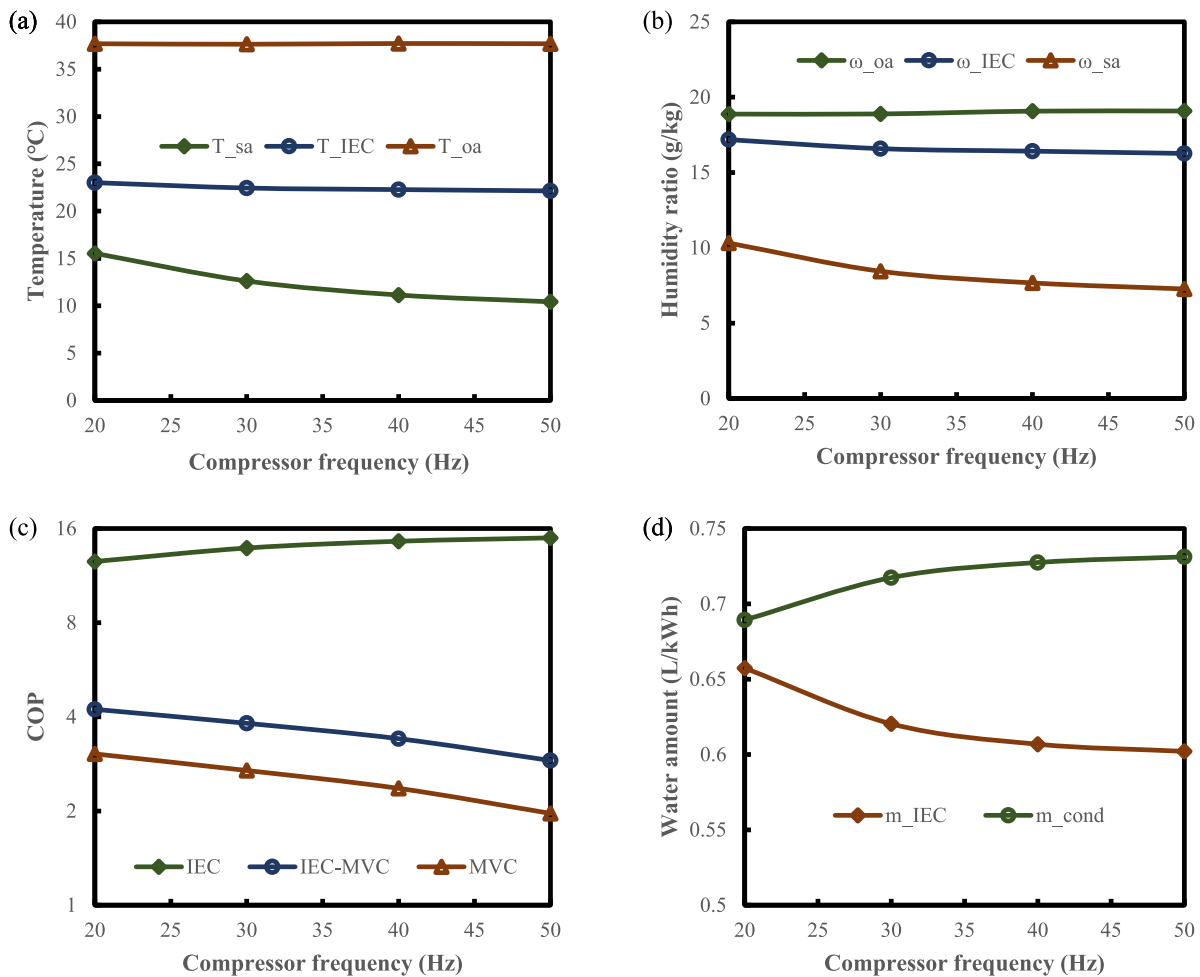 (a)
40
35
30
25
20
15
10
5
0
Temperature (°C)
T_sa T_IEC T_oa
20 25 30 35 40 45 50
Compressor frequency (Hz)
(b)
25
20
15
10
5
0
Humidity ratio (g/kg)
ω_oa ω_IEC ω_sa
20 25 30 35 40 45 50
Compressor frequency (Hz)
(c)
16
8
4
2
1
COP
IEC IEC-MVC MVC
20 25 30 35 40 45 50
Compressor frequency (Hz)
(d)
0.75
0.7
0.65
0.6
0.55
0.5
Water amount (L/kWh)
m_IEC m_cond
20 25 30 35 40 45 50
Compressor frequency (Hz)